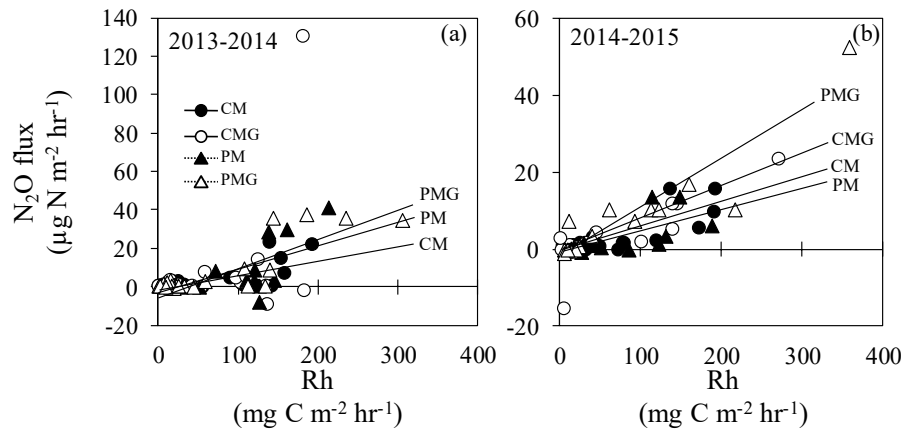 140
120
100
80
60
40
20
0
-20
2013-2014
(a)
CM
CMG
PM
PMG
PMG
PM
CM
0 100 200 300 400
Rh
(mg C m-2 hr-1)
N2O flux
(µg N m-2 hr-1)
60
40
20
0
-20
2014-2015
(b)
PMG
CMG
CM
PM
0 100 200 300 400
Rh
(mg C m-2 hr-1)